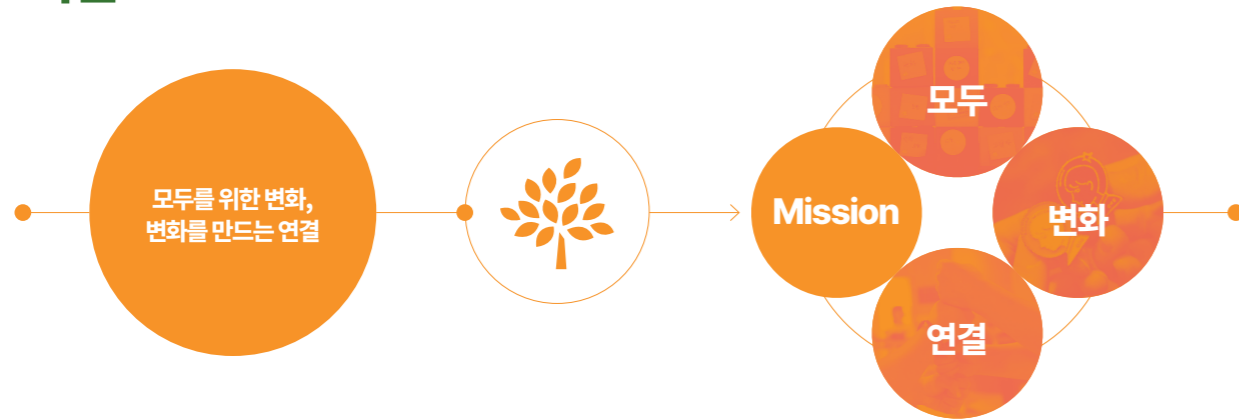 모두를 위한 변화,
변화를 만드는 연결
모두
Mission
변화
연결